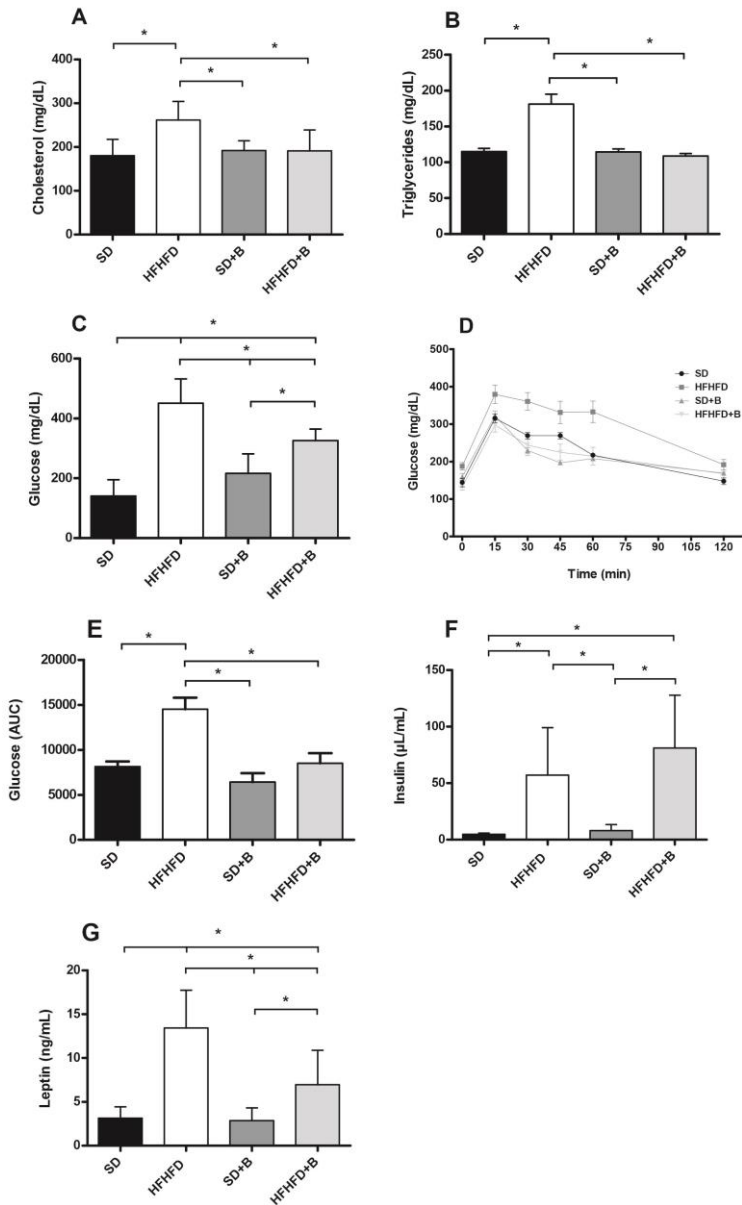 A
* *
*
Cholesterol (mg/dL)
400
300
200
100
0
SD HFHFD SD+B HFHFD+B
B
* *
*
Triglycerides (mg/dL)
250
200
150
100
50
0
SD HFHFD SD+B HFHFD+B
C
*
*
*
Glucose (mg/dL)
600
400
200
0
SD HFHFD SD+B HFHFD+B
D
Glucose (mg/dL)
500
400
300
200
100
0
SD
HFHFD
SD+B
HFHFD+B
0 15 30 45 60 75 90 105 120
Time (min)
E
* *
*
Glucose (AUC)
20000
15000
10000
5000
0
SD HFHFD SD+B HFHFD+B
F
*
* * *
Insulin (µL/mL)
150
100
50
0
SD HFHFD SD+B HFHFD+B
G
*
*
*
Leptin (ng/mL)
20
15
10
5
0
SD HFHFD SD+B HFHFD+B